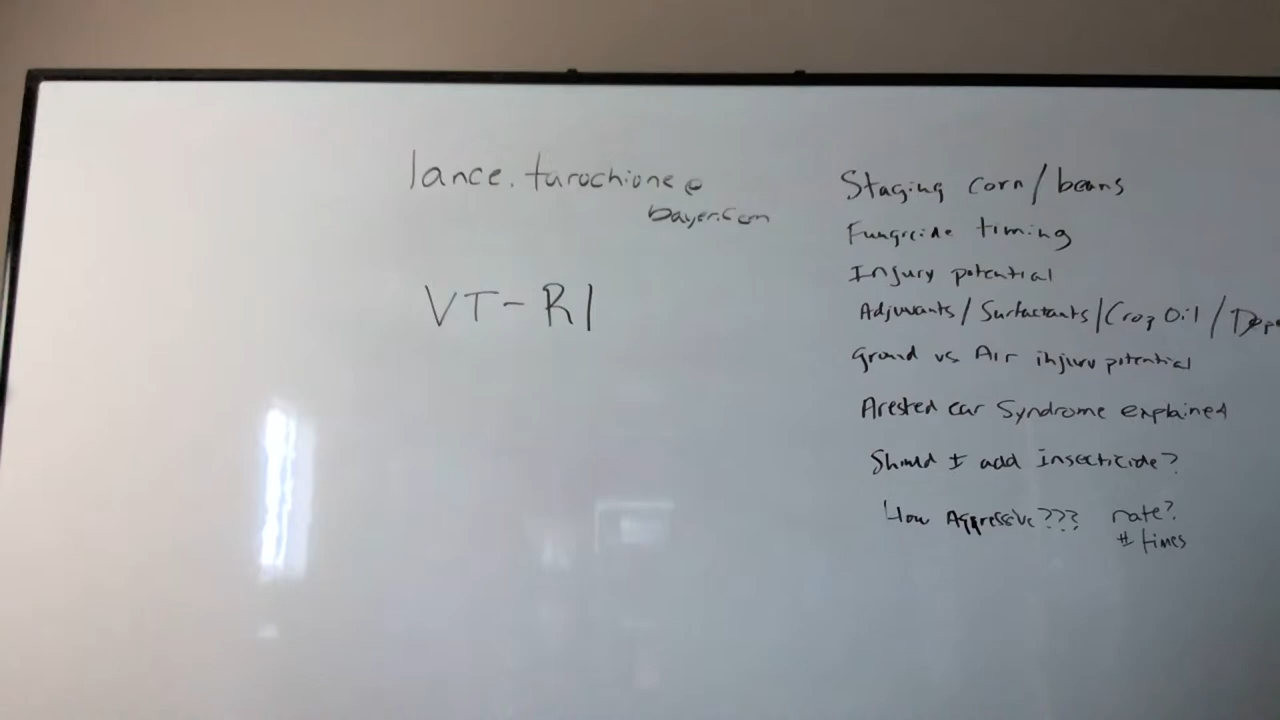 lance.tarochione@
bayer.com
VT-R1
Staging corn/beans
Fungicide timing
Injury potential
Adjuvants/Surfactants/Crop Oil/
Ground vs Air injury potential
Arested ear Syndrome explained
Should I add Insecticide?
How Aggressive??? rate?
# times